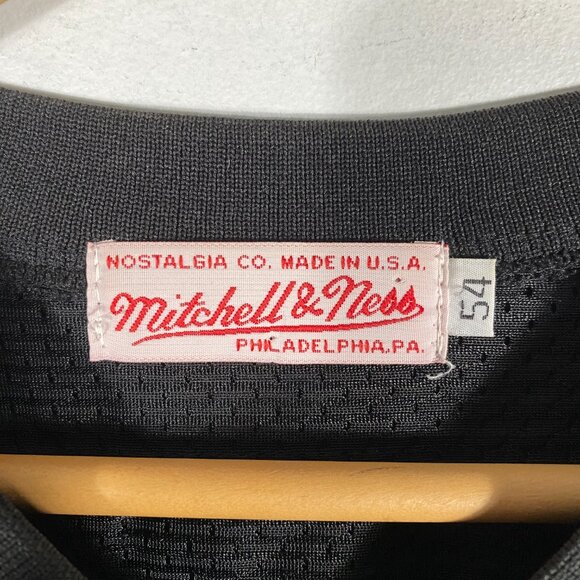 NOSTALGIA CO. MADE IN U.S.A.
Mitchell & Ness
PHILADELPHIA, PA.
54